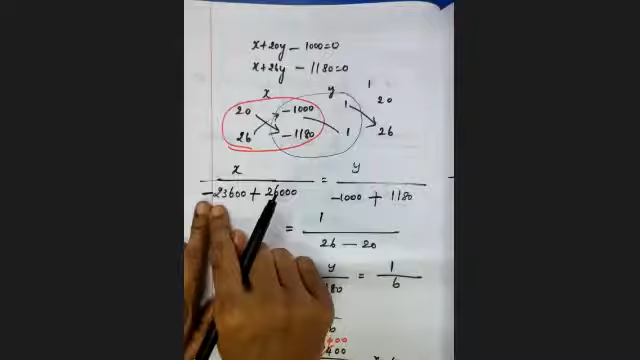 x+20y - 1000=0
x+26y - 1180=0
x y 1
20 -1000 1 20
26 -1180 1 26
x / -23600 + 26000 = y / -1000 + 1180
= 1 / 26 - 20
y / 180 = 1 / 6
400